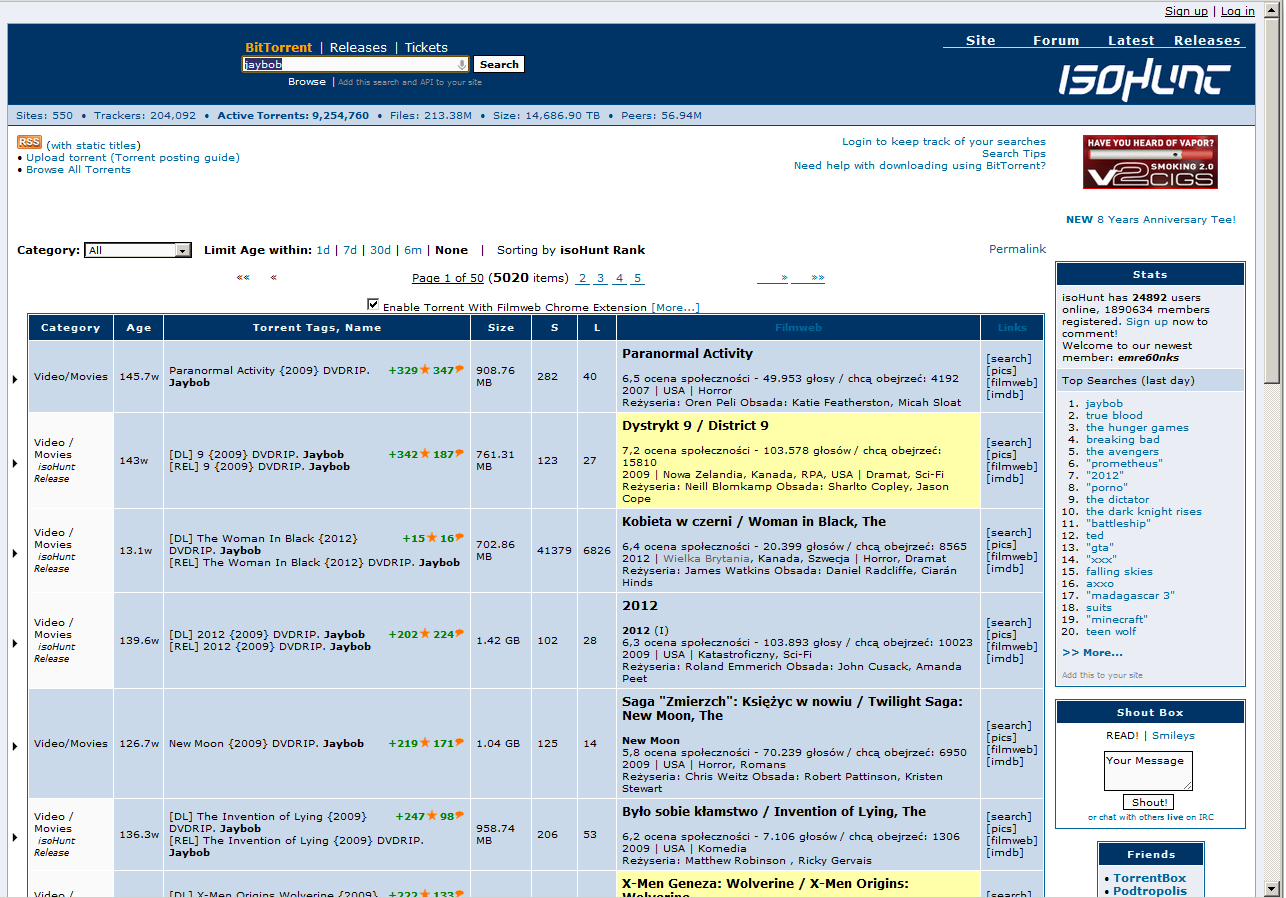 Sign up | Log in
BitTorrent | Releases | Tickets
jaybob
Search
Browse | Add this search and API to your site
Site Forum Latest Releases
isoHunt
Sites: 550 • Trackers: 204,092 • Active Torrents: 9,254,760 • Files: 213.38M • Size: 14,686.90 TB • Peers: 56.94M
RSS (with static titles)
• Upload torrent (Torrent posting guide)
• Browse All Torrents
Login to keep track of your searches
Search Tips
Need help with downloading using BitTorrent?
HAVE YOU HEARD OF VAPOR?
SMOKING 2.0
V2CIGS
NEW 8 Years Anniversary Tee!
Category: All Limit Age within: 1d | 7d | 30d | 6m | None | Sorting by isoHunt Rank
Permalink
«« « Page 1 of 50 (5020 items) 2 3 4 5 » »»
Enable Torrent With Filmweb Chrome Extension [More...]
Category Age Torrent Tags, Name Size S L Filmweb Links
Video/Movies 145.7w
Paranormal Activity {2009} DVDRIP.
Jaybob
+329 347
908.76
MB
282 40
Paranormal Activity
6,5 ocena społeczności - 49.953 głosy / chcą obejrzeć: 4192
2007 | USA | Horror
Reżyseria: Oren Peli Obsada: Katie Featherston, Micah Sloat
[search]
[pics]
[filmweb]
[imdb]
Video /
Movies
isoHunt
Release
143w
[DL] 9 {2009} DVDRIP. Jaybob
[REL] 9 {2009} DVDRIP. Jaybob
+342 187
761.31
MB
123 27
Dystrykt 9 / District 9
7,2 ocena społeczności - 103.578 głosów / chcą obejrzeć:
15810
2009 | Nowa Zelandia, Kanada, RPA, USA | Dramat, Sci-Fi
Reżyseria: Neill Blomkamp Obsada: Sharlto Copley, Jason
Cope
[search]
[pics]
[filmweb]
[imdb]
Video /
Movies
isoHunt
Release
13.1w
[DL] The Woman In Black {2012}
DVDRIP. Jaybob
[REL] The Woman In Black {2012} DVDRIP. Jaybob
+15 16
702.86
MB
41379 6826
Kobieta w czerni / Woman in Black, The
6,4 ocena społeczności - 20.399 głosów / chcą obejrzeć: 8565
2012 | Wielka Brytania, Kanada, Szwecja | Horror, Dramat
Reżyseria: James Watkins Obsada: Daniel Radcliffe, Ciarán
Hinds
[search]
[pics]
[filmweb]
[imdb]
Video /
Movies
isoHunt
Release
139.6w
[DL] 2012 {2009} DVDRIP. Jaybob
[REL] 2012 {2009} DVDRIP. Jaybob
+202 224
1.42 GB
102 28
2012
2012 (I)
6,3 ocena społeczności - 103.893 głosy / chcą obejrzeć: 10023
2009 | USA | Katastroficzny, Sci-Fi
Reżyseria: Roland Emmerich Obsada: John Cusack, Amanda
Peet
[search]
[pics]
[filmweb]
[imdb]
Video/Movies 126.7w
New Moon {2009} DVDRIP. Jaybob
+219 171
1.04 GB
125 14
Saga "Zmierzch": Księżyc w nowiu / Twilight Saga:
New Moon, The
New Moon
5,8 ocena społeczności - 70.239 głosów / chcą obejrzeć: 6950
2009 | USA | Horror, Romans
Reżyseria: Chris Weitz Obsada: Robert Pattinson, Kristen
Stewart
[search]
[pics]
[filmweb]
[imdb]
Video /
Movies
isoHunt
Release
136.3w
[DL] The Invention of Lying {2009}
DVDRIP. Jaybob
[REL] The Invention of Lying {2009} DVDRIP.
Jaybob
+247 98
958.74
MB
206 53
Było sobie kłamstwo / Invention of Lying, The
6,2 ocena społeczności - 7.106 głosów / chcą obejrzeć: 1306
2009 | USA | Komedia
Reżyseria: Matthew Robinson , Ricky Gervais
[search]
[pics]
[filmweb]
[imdb]
Video /
[DL] X-Men Origins Wolverine {2009}
+222 133
X-Men Geneza: Wolverine / X-Men Origins:
Wolverine
[search]
Stats
isoHunt has 24892 users
online, 1890634 members
registered. Sign up now to
comment!
Welcome to our newest
member: emre60nks
Top Searches (last day)
1. jaybob
2. true blood
3. the hunger games
4. breaking bad
5. the avengers
6. "prometheus"
7. "2012"
8. "porno"
9. the dictator
10. the dark knight rises
11. "battleship"
12. ted
13. "gta"
14. "xxx"
15. falling skies
16. axxo
17. "madagascar 3"
18. suits
19. "minecraft"
20. teen wolf
>> More...
Add this to your site
Shout Box
READ! | Smileys
Your Message
Shout!
or chat with others live on IRC
Friends
• TorrentBox
• Podtropolis